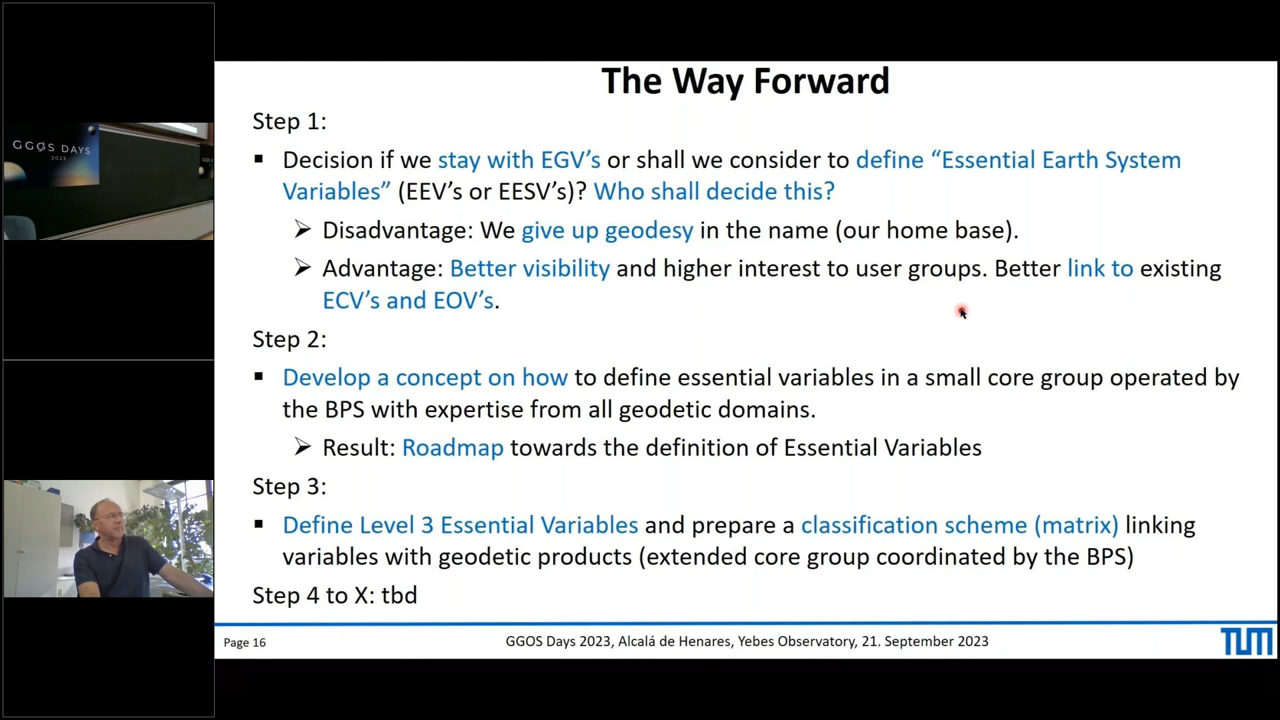 GGOS DAYS
2023
The Way Forward
Step 1:
▪ Decision if we stay with EGV’s or shall we consider to define “Essential Earth System
Variables” (EEV’s or EESV’s)? Who shall decide this?
➢ Disadvantage: We give up geodesy in the name (our home base).
➢ Advantage: Better visibility and higher interest to user groups. Better link to existing
ECV’s and EOV’s.
Step 2:
▪ Develop a concept on how to define essential variables in a small core group operated by
the BPS with expertise from all geodetic domains.
➢ Result: Roadmap towards the definition of Essential Variables
Step 3:
▪ Define Level 3 Essential Variables and prepare a classification scheme (matrix) linking
variables with geodetic products (extended core group coordinated by the BPS)
Step 4 to X: tbd
Page 16
GGOS Days 2023, Alcalá de Henares, Yebes Observatory, 21. September 2023
TUM